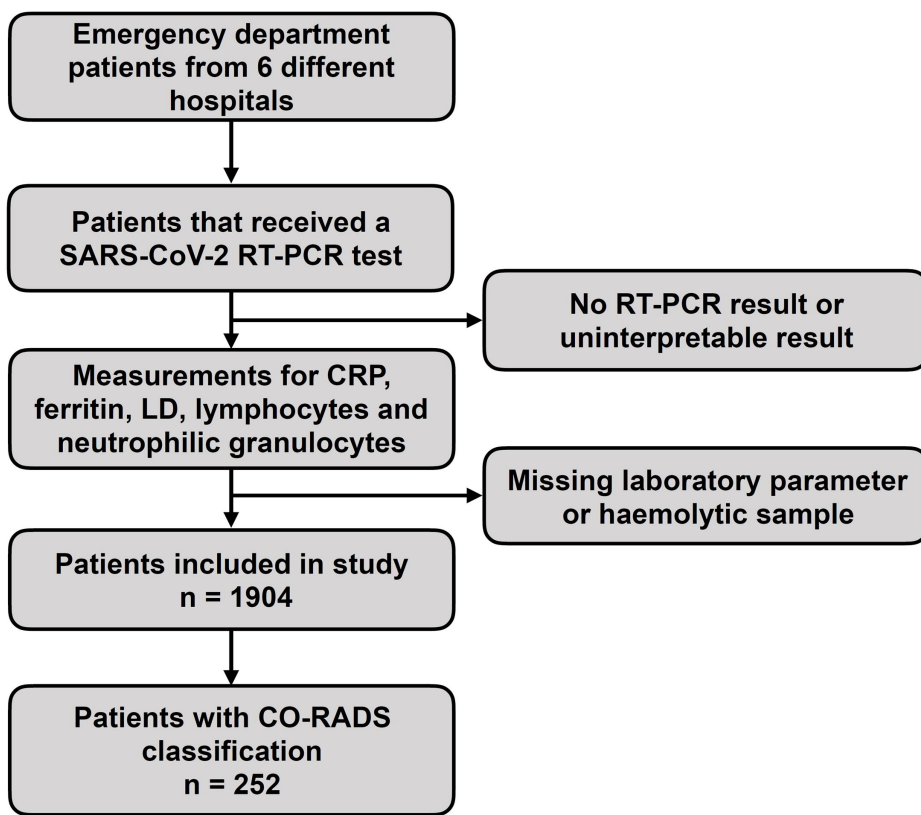 Emergency department
patients from 6 different
hospitals
Patients that received a
SARS-CoV-2 RT-PCR test
No RT-PCR result or
uninterpretable result
Measurements for CRP,
ferritin, LD, lymphocytes and
neutrophilic granulocytes
Missing laboratory parameter
or haemolytic sample
Patients included in study
n = 1904
Patients with CO-RADS
classification
n = 252